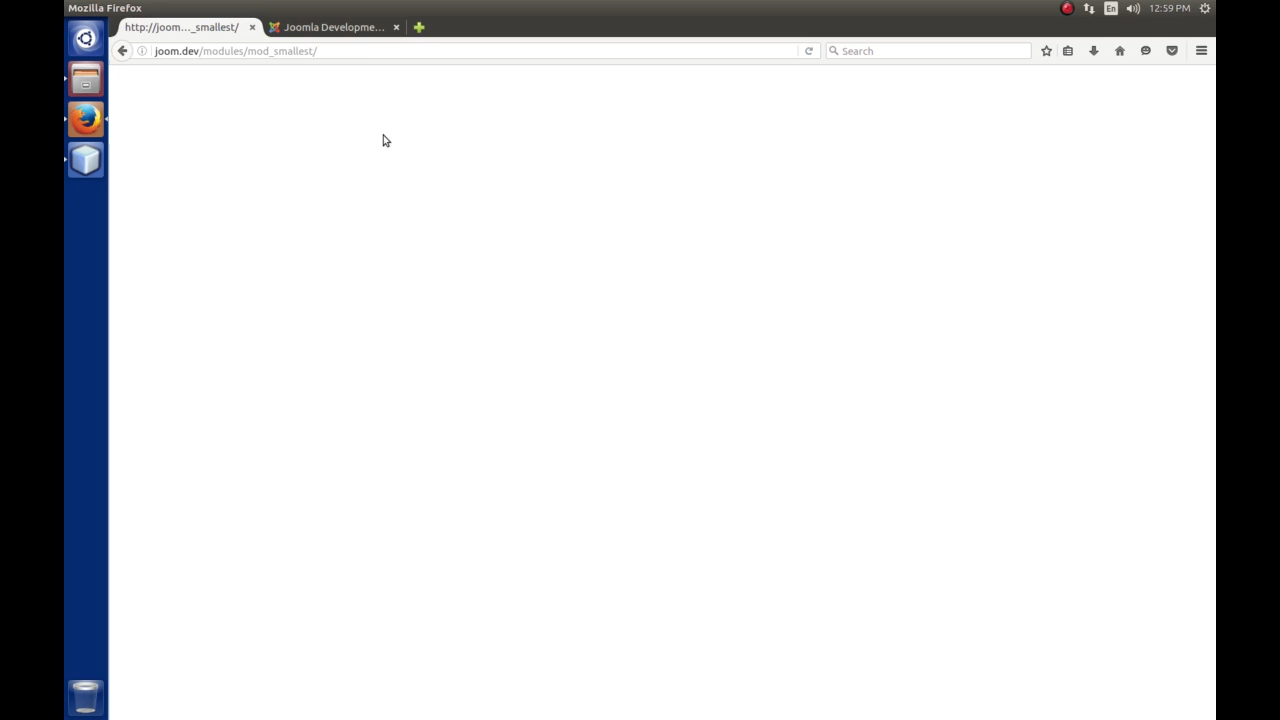 Mozilla Firefox
En
12:59 PM
http://joom..._smallest/
Joomla Developme...
joom.dev/modules/mod_smallest/
Search